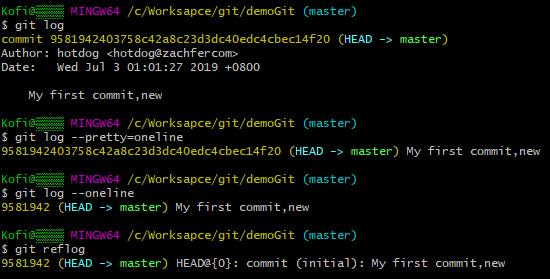 Kofi@▒▒▒▒ MINGW64 /c/Worksapce/git/demoGit (master)
$ git log
commit 9581942403758c42a8c23d3dc40edc4cbec14f20 (HEAD -> master)
Author: hotdog <hotdog@zachfercom>
Date:   Wed Jul 3 01:01:27 2019 +0800
    My first commit,new
Kofi@▒▒▒▒ MINGW64 /c/Worksapce/git/demoGit (master)
$ git log --pretty=oneline
9581942403758c42a8c23d3dc40edc4cbec14f20 (HEAD -> master) My first commit,new
Kofi@▒▒▒▒ MINGW64 /c/Worksapce/git/demoGit (master)
$ git log --oneline
9581942 (HEAD -> master) My first commit,new
Kofi@▒▒▒▒ MINGW64 /c/Worksapce/git/demoGit (master)
$ git reflog
9581942 (HEAD -> master) HEAD@{0}: commit (initial): My first commit,new